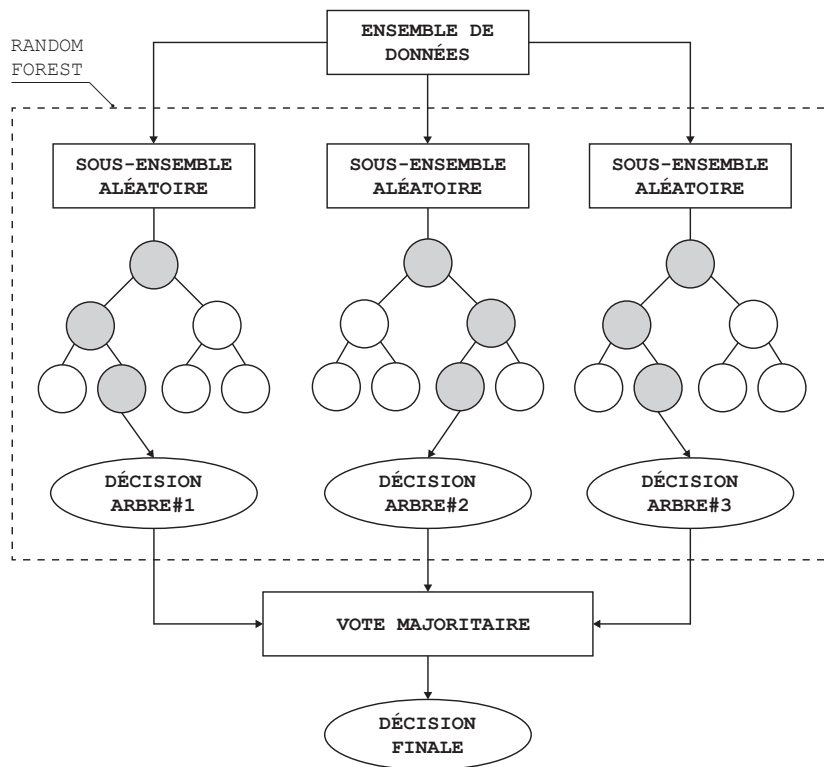 ENSEMBLE DE
DONNÉES
RANDOM
FOREST
SOUS-ENSEMBLE
ALÉATOIRE
SOUS-ENSEMBLE
ALÉATOIRE
SOUS-ENSEMBLE
ALÉATOIRE
DÉCISION
ARBRE#1
DÉCISION
ARBRE#2
DÉCISION
ARBRE#3
VOTE MAJORITAIRE
DÉCISION
FINALE